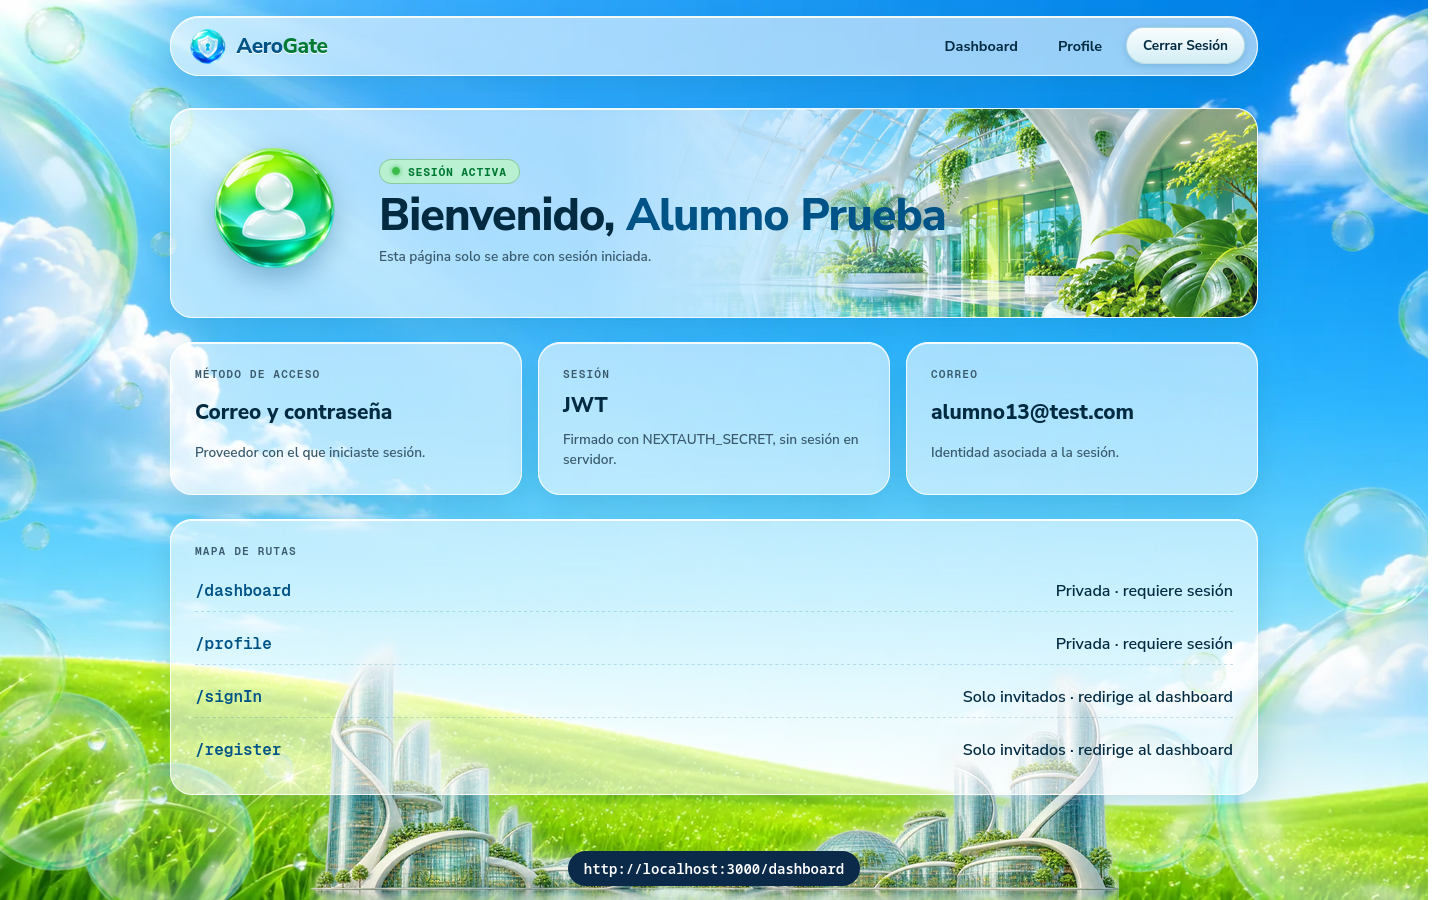 AeroGate
Dashboard
Profile
Cerrar Sesión
SESIÓN ACTIVA
Bienvenido, Alumno Prueba
Esta página solo se abre con sesión iniciada.
MÉTODO DE ACCESO
Correo y contraseña
Proveedor con el que iniciaste sesión.
SESIÓN
JWT
Firmado con NEXTAUTH_SECRET, sin sesión en
servidor.
CORREO
alumno13@test.com
Identidad asociada a la sesión.
MAPA DE RUTAS
/dashboard
Privada · requiere sesión
/profile
Privada · requiere sesión
/signIn
Solo invitados · redirige al dashboard
/register
Solo invitados · redirige al dashboard
http://localhost:3000/dashboard